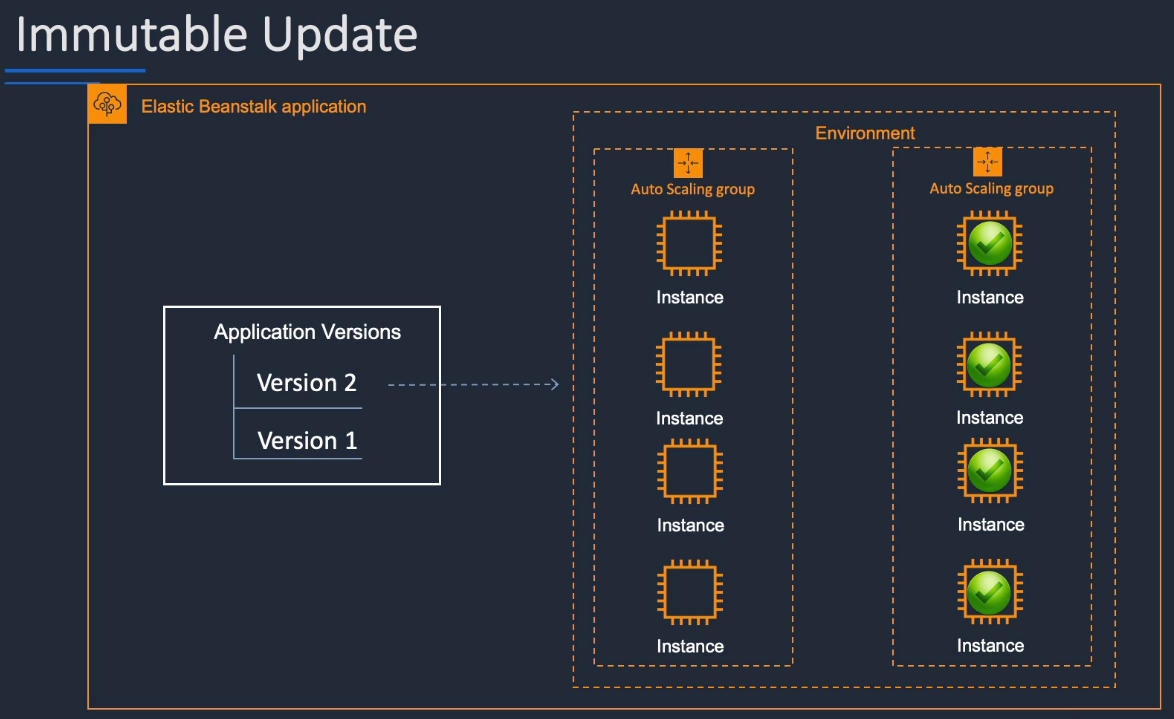 Immutable Update
Elastic Beanstalk application
Environment
Auto Scaling group
Auto Scaling group
Instance
Instance
Application Versions
Version 2
Version 1
Instance
Instance
Instance
Instance
Instance
Instance